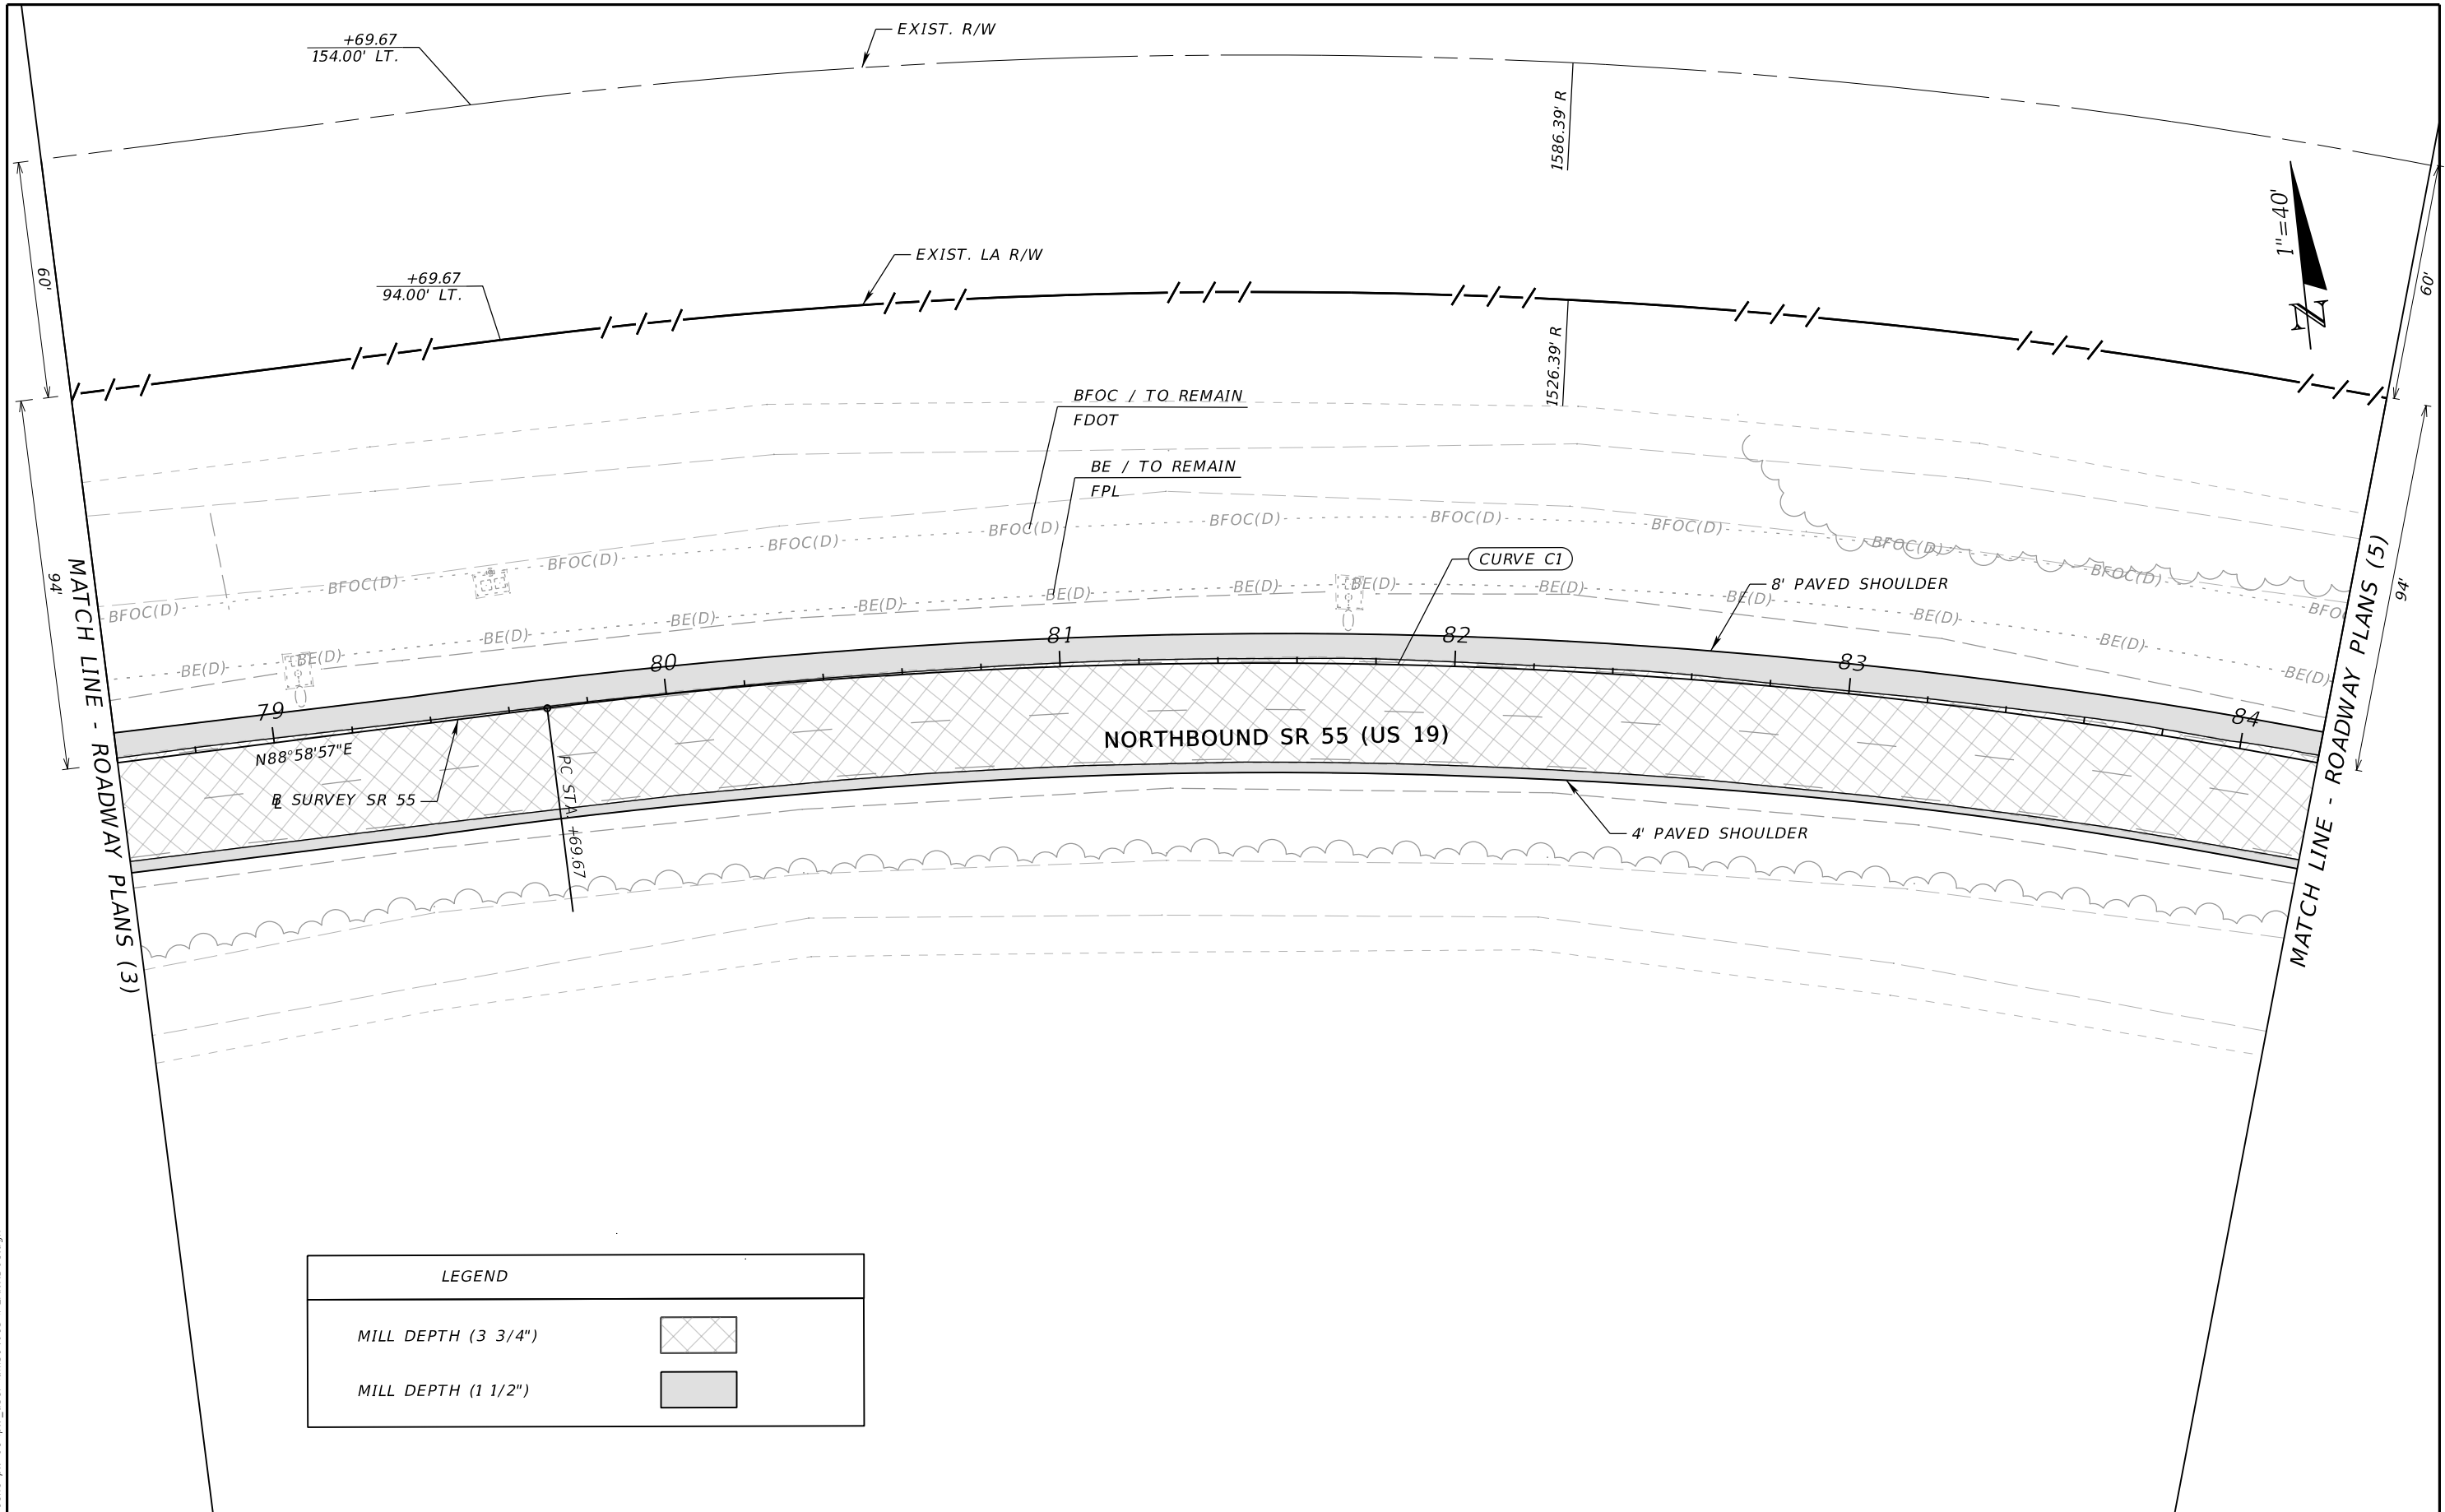 +69.67
154.00' LT.
EXIST. R/W
1586.39' R
1"=40'
N
60'
60'
+69.67
94.00' LT.
EXIST. LA R/W
1526.39' R
BFOC / TO REMAIN
FDOT
BE / TO REMAIN
FPL
94'
94'
BFOC(D) BFOC(D) BFOC(D) BFOC(D) BFOC(D) BFOC(D) BFOC(D) BFOC(D) BFOC(D) BFOC(D) BFO
CURVE C1
8' PAVED SHOULDER
BE(D) BE(D) BE(D) BE(D) BE(D) BE(D) BE(D) BE(D) BE(D) BE(D) BE(D) BE(D) BE(D)
79 80 81 82 83 84
N88°58'57"E
BL SURVEY SR 55
PC STA. +69.67
NORTHBOUND SR 55 (US 19)
4' PAVED SHOULDER
MATCH LINE - ROADWAY PLANS (3)
MATCH LINE - ROADWAY PLANS (5)
LEGEND
MILL DEPTH (3 3/4")
MILL DEPTH (1 1/2")